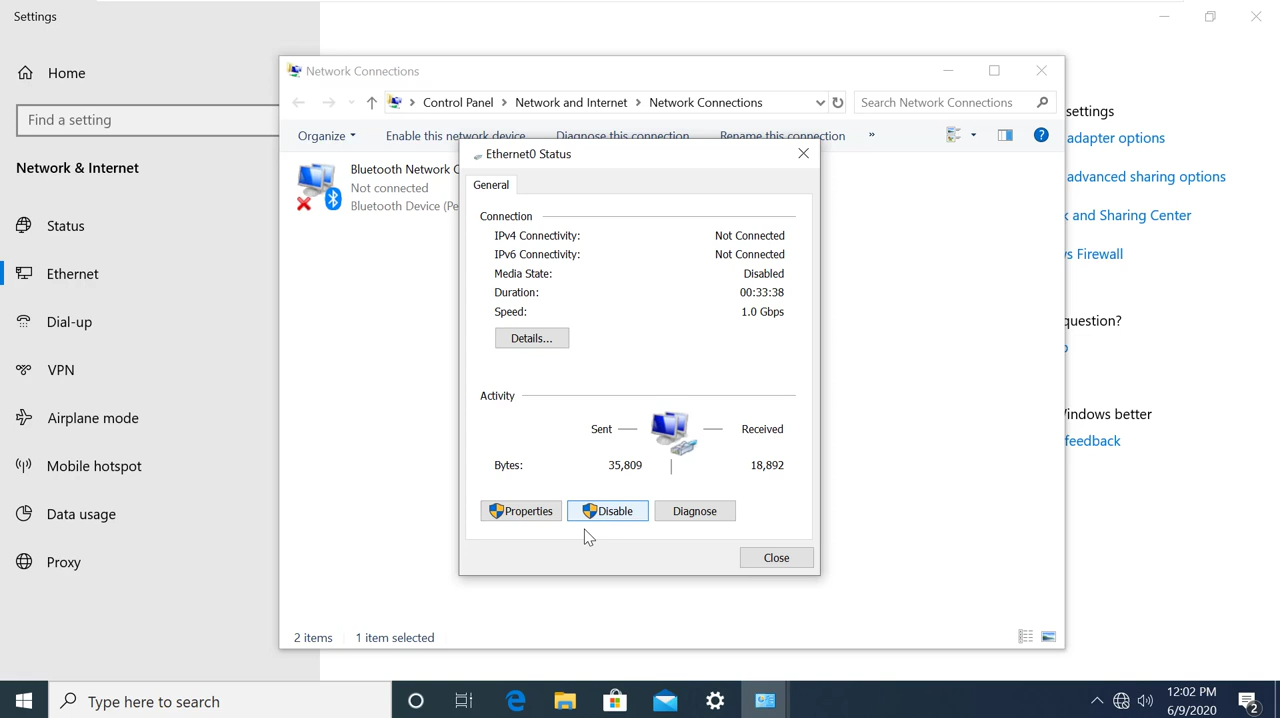 Settings
Home
Find a setting
Network & Internet
Status
Ethernet
Dial-up
VPN
Airplane mode
Mobile hotspot
Data usage
Proxy
Network Connections
Control Panel > Network and Internet > Network Connections
Search Network Connections
Organize
Enable this network device
Diagnose this connection
Rename this connection
»
Bluetooth Network C
Not connected
Bluetooth Device (Pe
2 items
1 item selected
Ethernet0 Status
General
Connection
IPv4 Connectivity: Not Connected
IPv6 Connectivity: Not Connected
Media State: Disabled
Duration: 00:33:38
Speed: 1.0 Gbps
Details...
Activity
Sent — — Received
Bytes: 35,809 | 18,892
Properties
Disable
Diagnose
Close
settings
adapter options
advanced sharing options
and Sharing Center
Firewall
question?
better
feedback
Type here to search
12:02 PM
6/9/2020
2